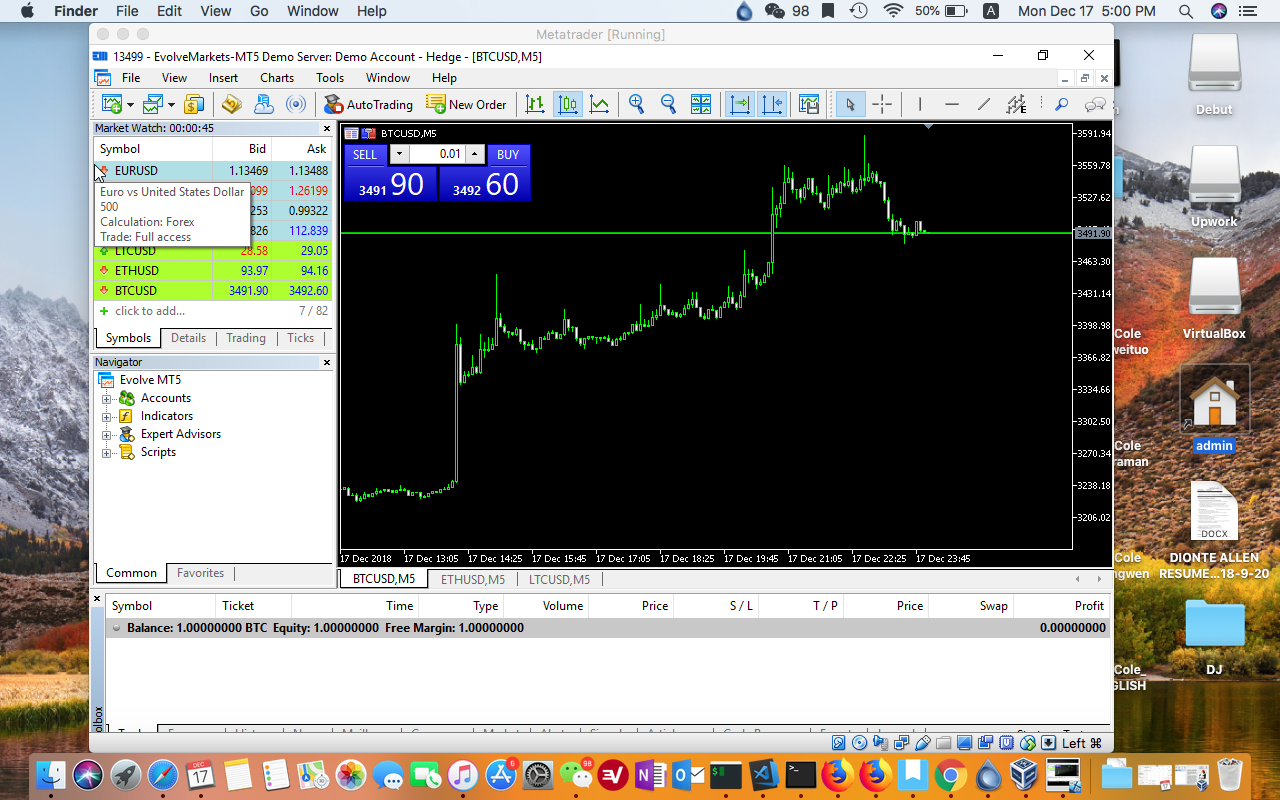 Finder File Edit View Go Window Help 98 50% A Mon Dec 17 5:00 PM
Metatrader [Running]
13499 - EvolveMarkets-MT5 Demo Server: Demo Account - Hedge - [BTCUSD,M5]
File View Insert Charts Tools Window Help
AutoTrading New Order
Market Watch: 00:00:45
Symbol Bid Ask
EURUSD 1.13469 1.13488
Euro vs United States Dollar
500
Calculation: Forex
Trade: Full access
099 1.26199
253 0.99322
826 112.839
LTCUSD 28.58 29.05
ETHUSD 93.97 94.16
BTCUSD 3491.90 3492.60
click to add... 7 / 82
Symbols Details Trading Ticks
Navigator
Evolve MT5
Accounts
Indicators
Expert Advisors
Scripts
Common Favorites
BTCUSD,M5
SELL 0.01 BUY
3491 90 3492 60
3591.94
3559.78
3527.62
3491.90
3463.30
3431.14
3398.98
3366.82
3334.66
3302.50
3270.34
3238.18
3206.02
17 Dec 2018 17 Dec 13:05 17 Dec 14:25 17 Dec 15:45 17 Dec 17:05 17 Dec 18:25 17 Dec 19:45 17 Dec 21:05 17 Dec 22:25 17 Dec 23:45
BTCUSD,M5 ETHUSD,M5 LTCUSD,M5
Symbol Ticket Time Type Volume Price S / L T / P Price Swap Profit
Balance: 1.00000000 BTC Equity: 1.00000000 Free Margin: 1.00000000 0.00000000
Left ⌘
Debut
Upwork
VirtualBox
admin
DOCX
DIONTE ALLEN
RESUME...18-9-20
DJ
Cole
weituo
Cole
raman
Cole
ngwen
Cole_
GLISH
DEC
17
5
98